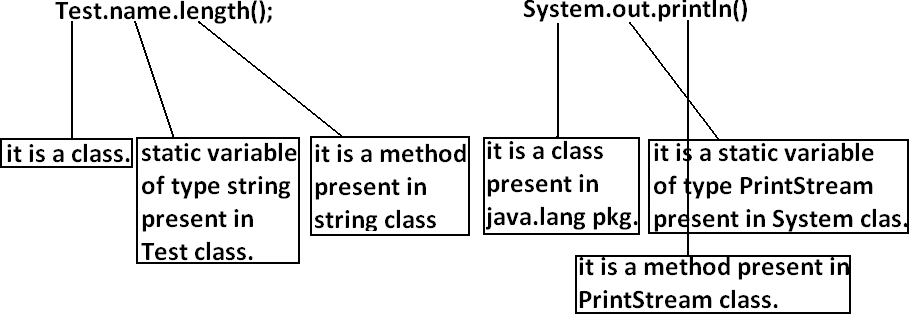 Test.name.length();
System.out.println()
it is a class.
static variable
of type string
present in
Test class.
it is a method
present in
string class
it is a class
present in
java.lang pkg.
it is a static variable
of type PrintStream
present in System clas.
it is a method present in
PrintStream class.